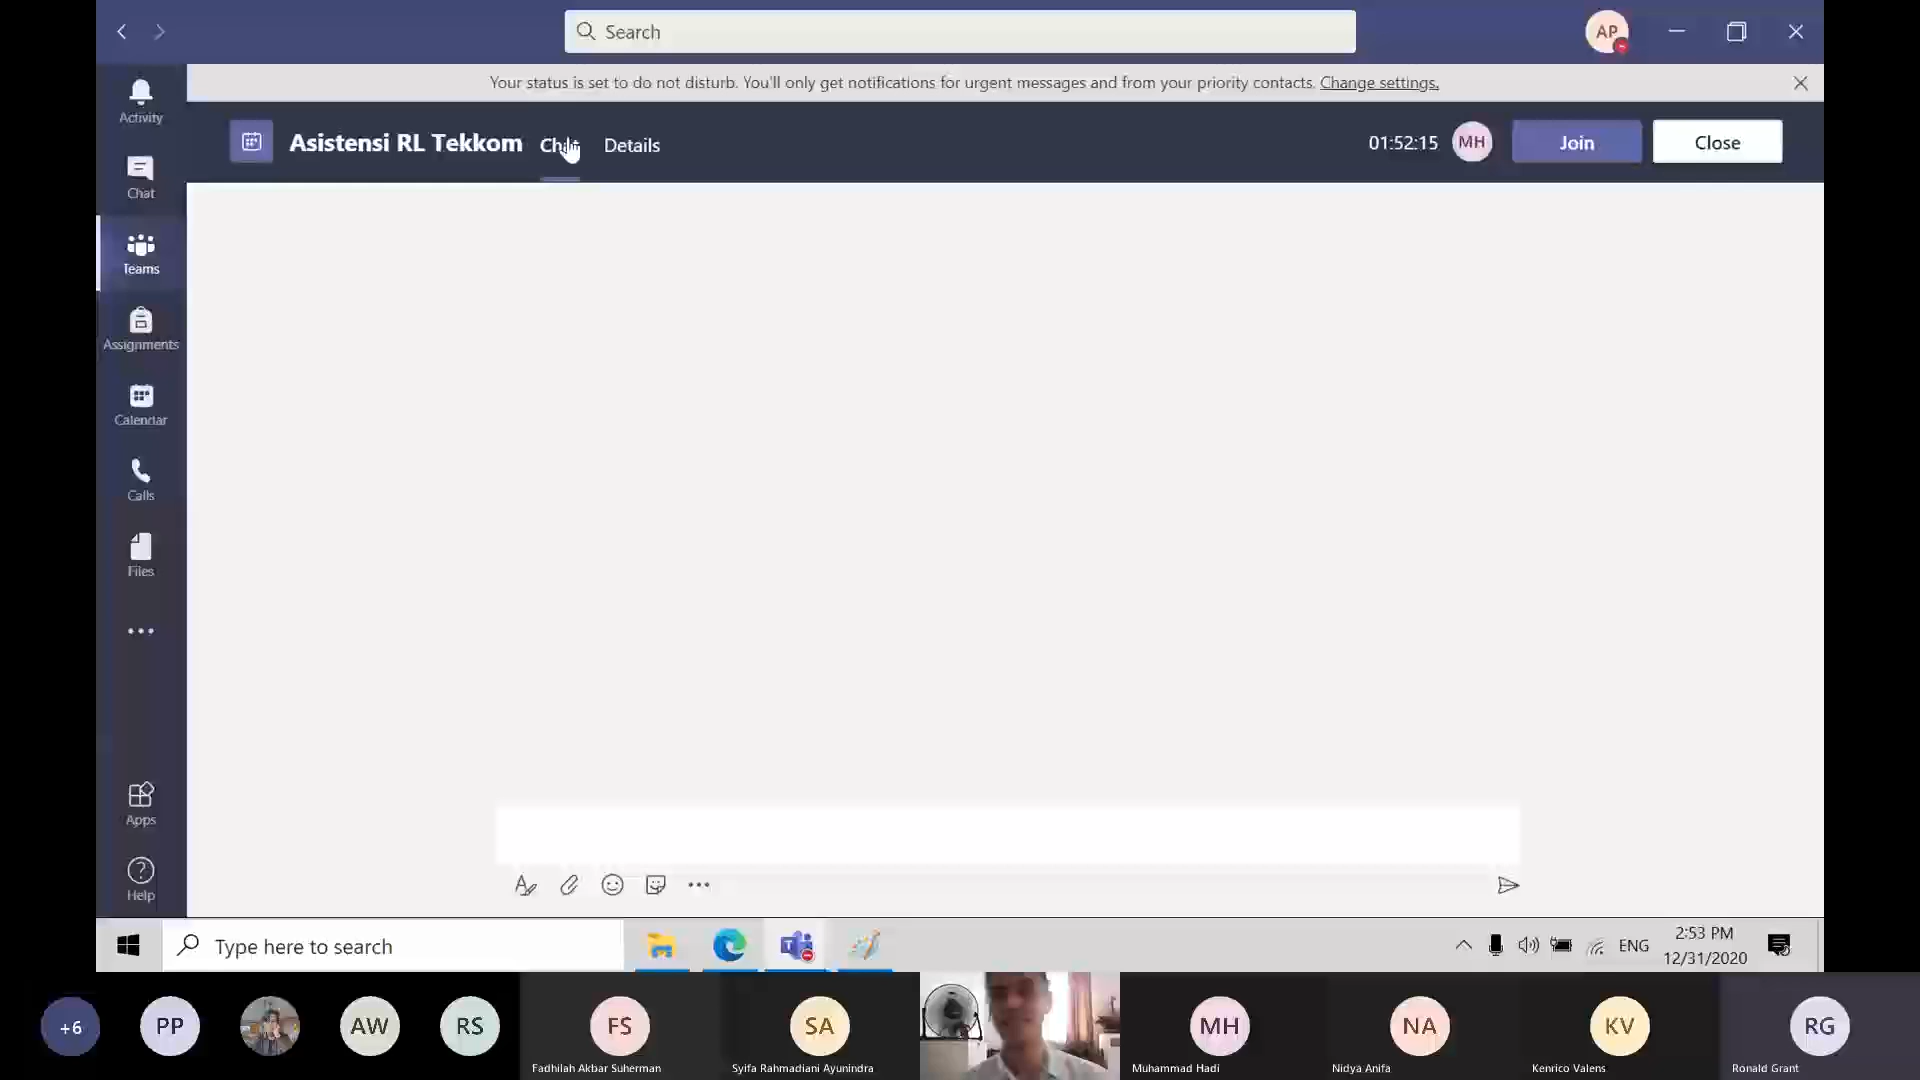 Search
AP
Your status is set to do not disturb. You'll only get notifications for urgent messages and from your priority contacts. Change settings.
Activity
Chat
Teams
Assignments
Calendar
Calls
Files
Apps
Help
Asistensi RL Tekkom
Chat
Details
01:52:15
MH
Join
Close
Type here to search
ENG
2:53 PM
12/31/2020
+6
PP
AW
RS
FS
SA
MH
NA
KV
RG
Fadhilah Akbar Suherman
Syifa Rahmadiani Ayunindra
Muhammad Hadi
Nidya Anifa
Kenrico Valens
Ronald Grant